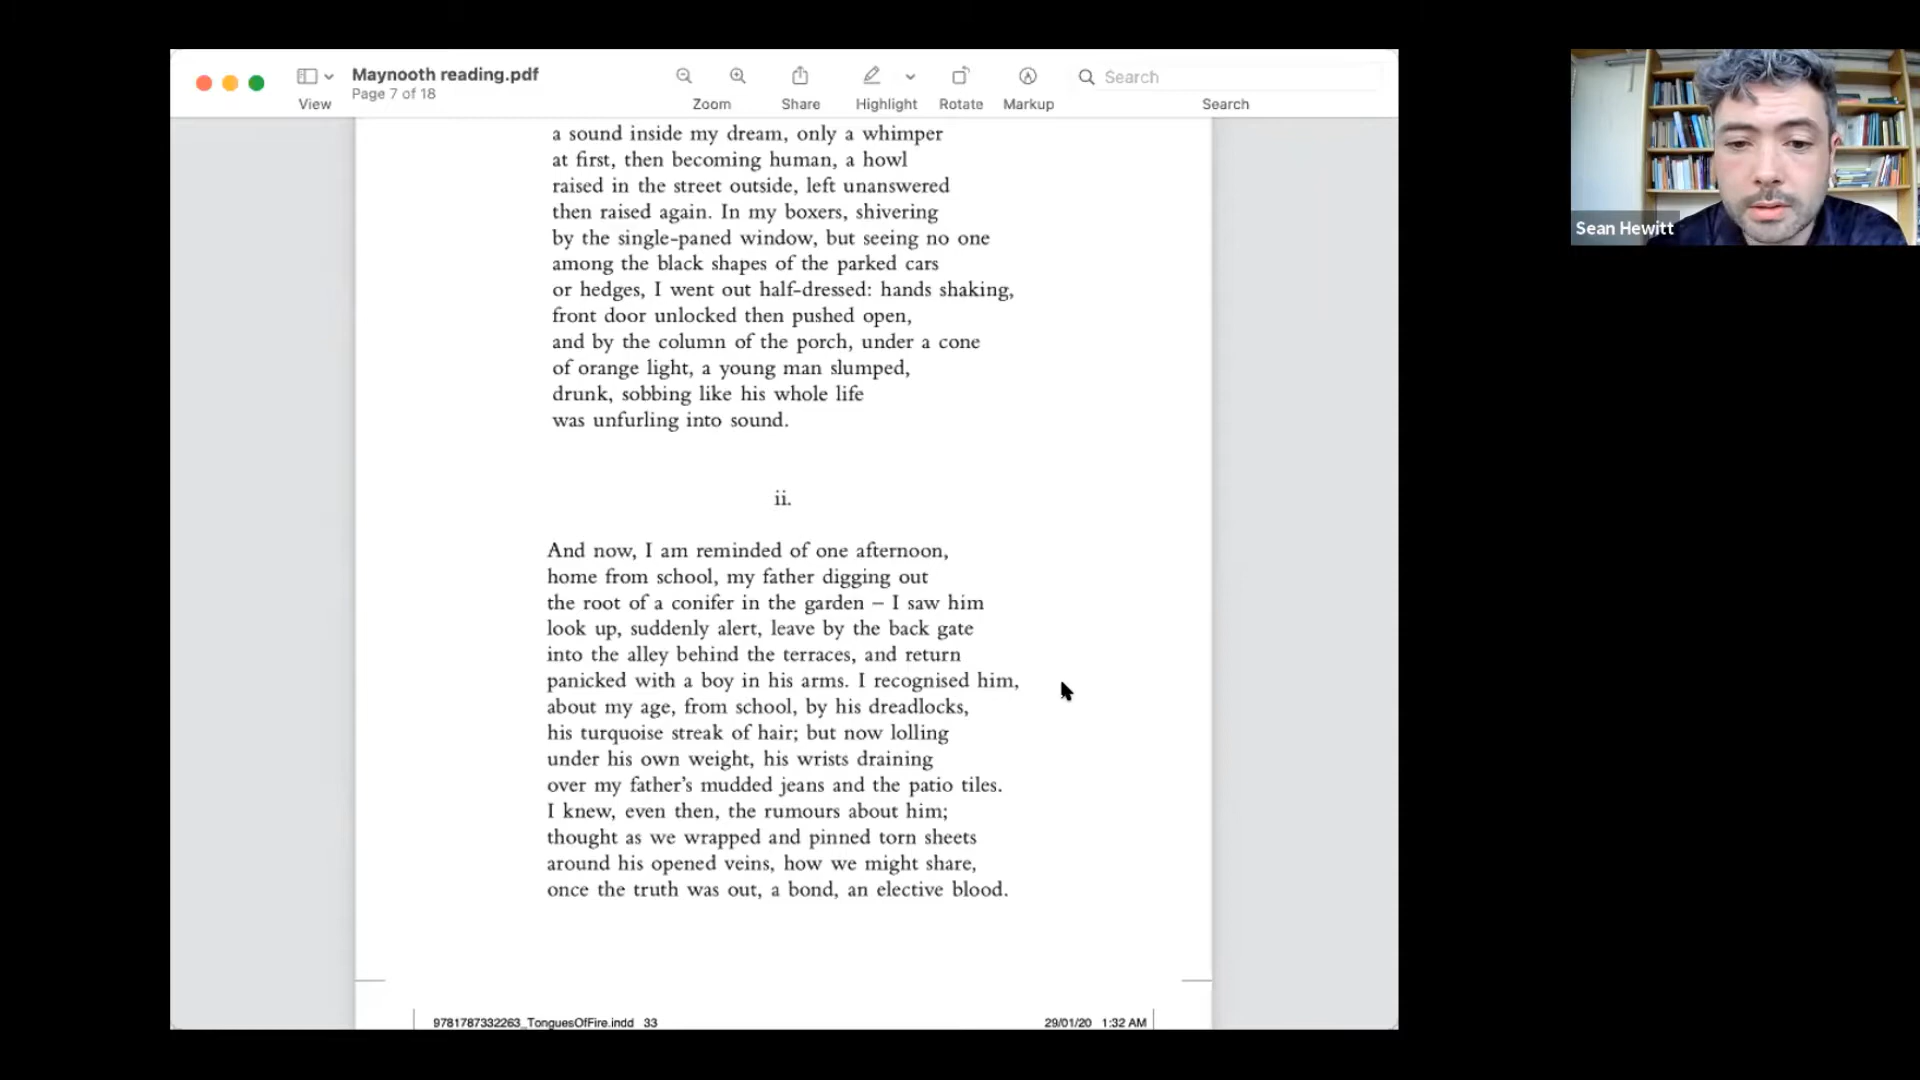 Maynooth reading.pdf
Page 7 of 18
View
Zoom
Share
Highlight
Rotate
Markup
Search
Search
a sound inside my dream, only a whimper
at first, then becoming human, a howl
raised in the street outside, left unanswered
then raised again. In my boxers, shivering
by the single-paned window, but seeing no one
among the black shapes of the parked cars
or hedges, I went out half-dressed: hands shaking,
front door unlocked then pushed open,
and by the column of the porch, under a cone
of orange light, a young man slumped,
drunk, sobbing like his whole life
was unfurling into sound.
ii.
And now, I am reminded of one afternoon,
home from school, my father digging out
the root of a conifer in the garden – I saw him
look up, suddenly alert, leave by the back gate
into the alley behind the terraces, and return
panicked with a boy in his arms. I recognised him,
about my age, from school, by his dreadlocks,
his turquoise streak of hair; but now lolling
under his own weight, his wrists draining
over my father’s mudded jeans and the patio tiles.
I knew, even then, the rumours about him;
thought as we wrapped and pinned torn sheets
around his opened veins, how we might share,
once the truth was out, a bond, an elective blood.
9781787332263_TonguesOfFire.indd 33
29/01/20 1:32 AM
Sean Hewitt